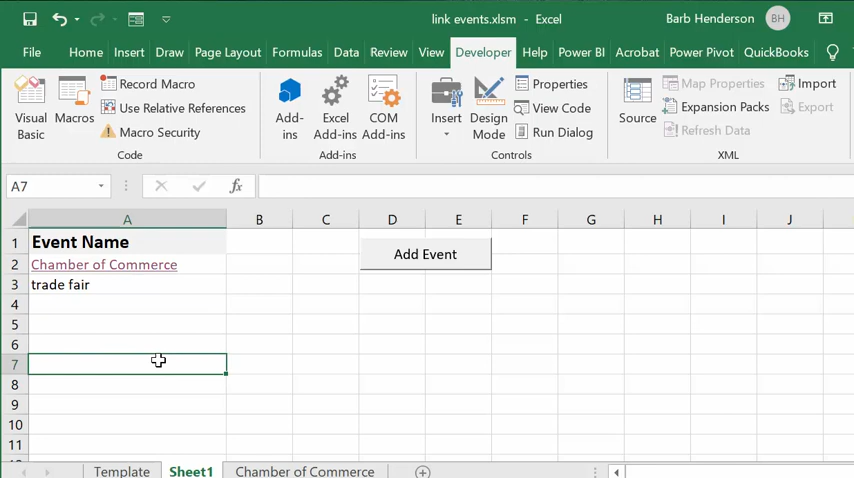 link events.xlsm - Excel
Barb Henderson
BH
File Home Insert Draw Page Layout Formulas Data Review View Developer Help Power BI Acrobat Power Pivot QuickBooks
Visual Basic
Macros
Record Macro
Use Relative References
Macro Security
Code
Add-ins
Excel Add-ins
COM Add-ins
Add-ins
Insert
Design Mode
Properties
View Code
Run Dialog
Controls
Source
Map Properties
Expansion Packs
Refresh Data
Import
Export
XML
A7
fx
A B C D E F G H I J
1 Event Name
Add Event
2 Chamber of Commerce
3 trade fair
4
5
6
7
8
9
10
11
Template Sheet1 Chamber of Commerce